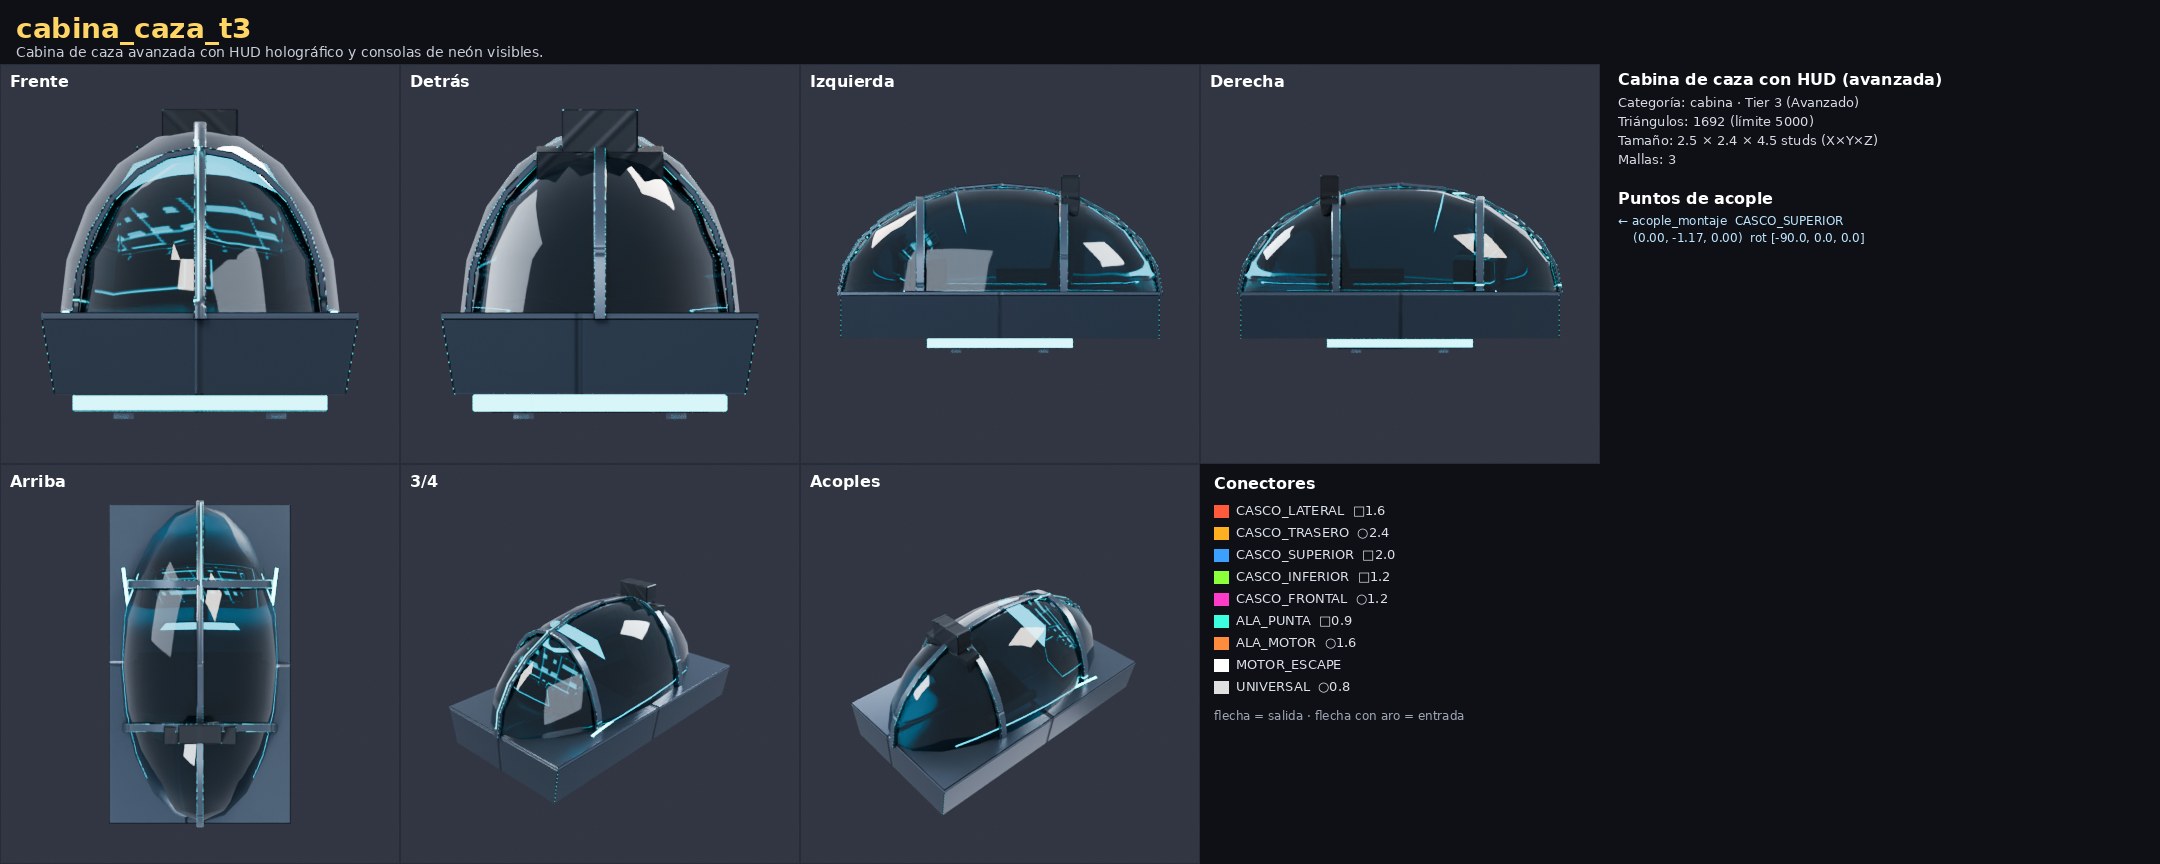 cabina_caza_t3
Cabina de caza avanzada con HUD holográfico y consolas de neón visibles.
Frente
Detrás
Izquierda
Derecha
Cabina de caza con HUD (avanzada)
Categoría: cabina · Tier 3 (Avanzado)
Triángulos: 1692 (límite 5000)
Tamaño: 2.5 × 2.4 × 4.5 studs (X×Y×Z)
Mallas: 3
Puntos de acople
← acople_montaje  CASCO_SUPERIOR
(0.00, -1.17, 0.00)  rot [-90.0, 0.0, 0.0]
Arriba
3/4
Acoples
Conectores
CASCO_LATERAL  □1.6
CASCO_TRASERO  ○2.4
CASCO_SUPERIOR  □2.0
CASCO_INFERIOR  □1.2
CASCO_FRONTAL  ○1.2
ALA_PUNTA  □0.9
ALA_MOTOR  ○1.6
MOTOR_ESCAPE
UNIVERSAL  ○0.8
flecha = salida · flecha con aro = entrada